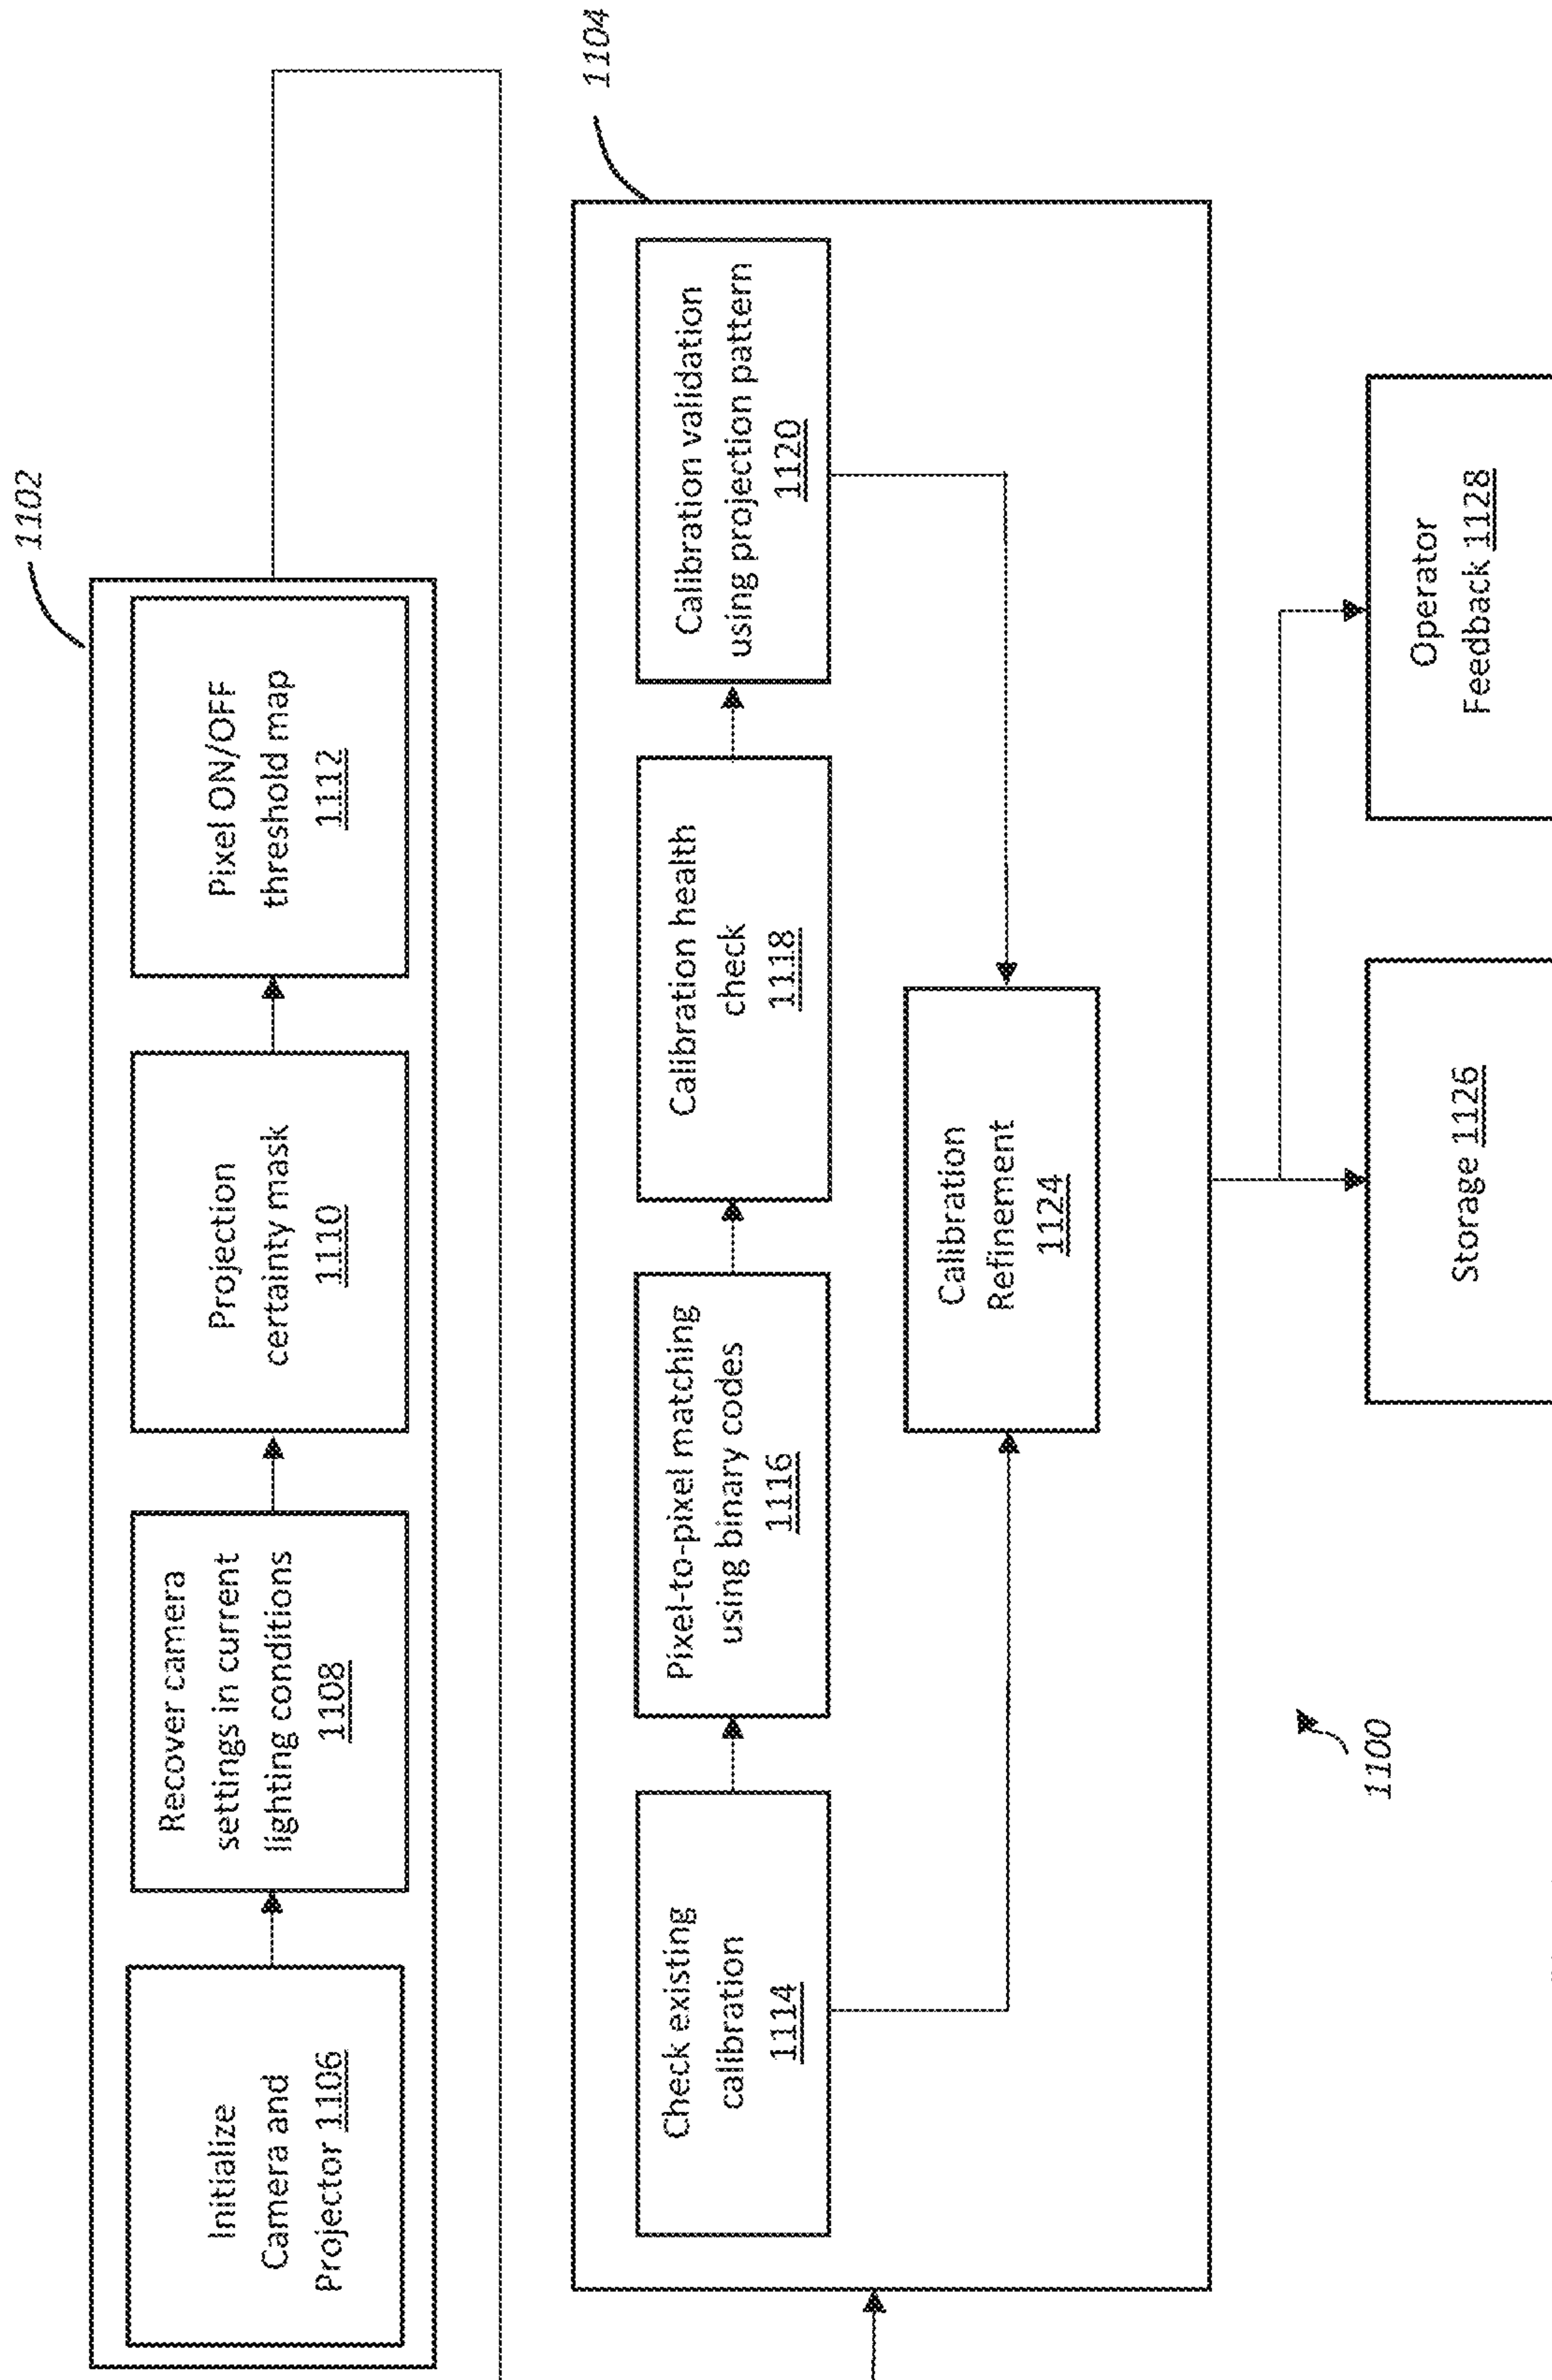 1102
Initialize
Camera and
Projector 1106
Recover camera
settings in current
lighting conditions
1108
Projection
certainty mask
1110
Pixel ON/OFF
threshold map
1112
1104
Check existing
calibration
1114
Pixel-to-pixel matching
using binary codes
1116
Calibration health
check
1118
Calibration validation
using projection pattern
1120
Calibration
Refinement
1124
1100
Storage 1126
Operator
Feedback 1128